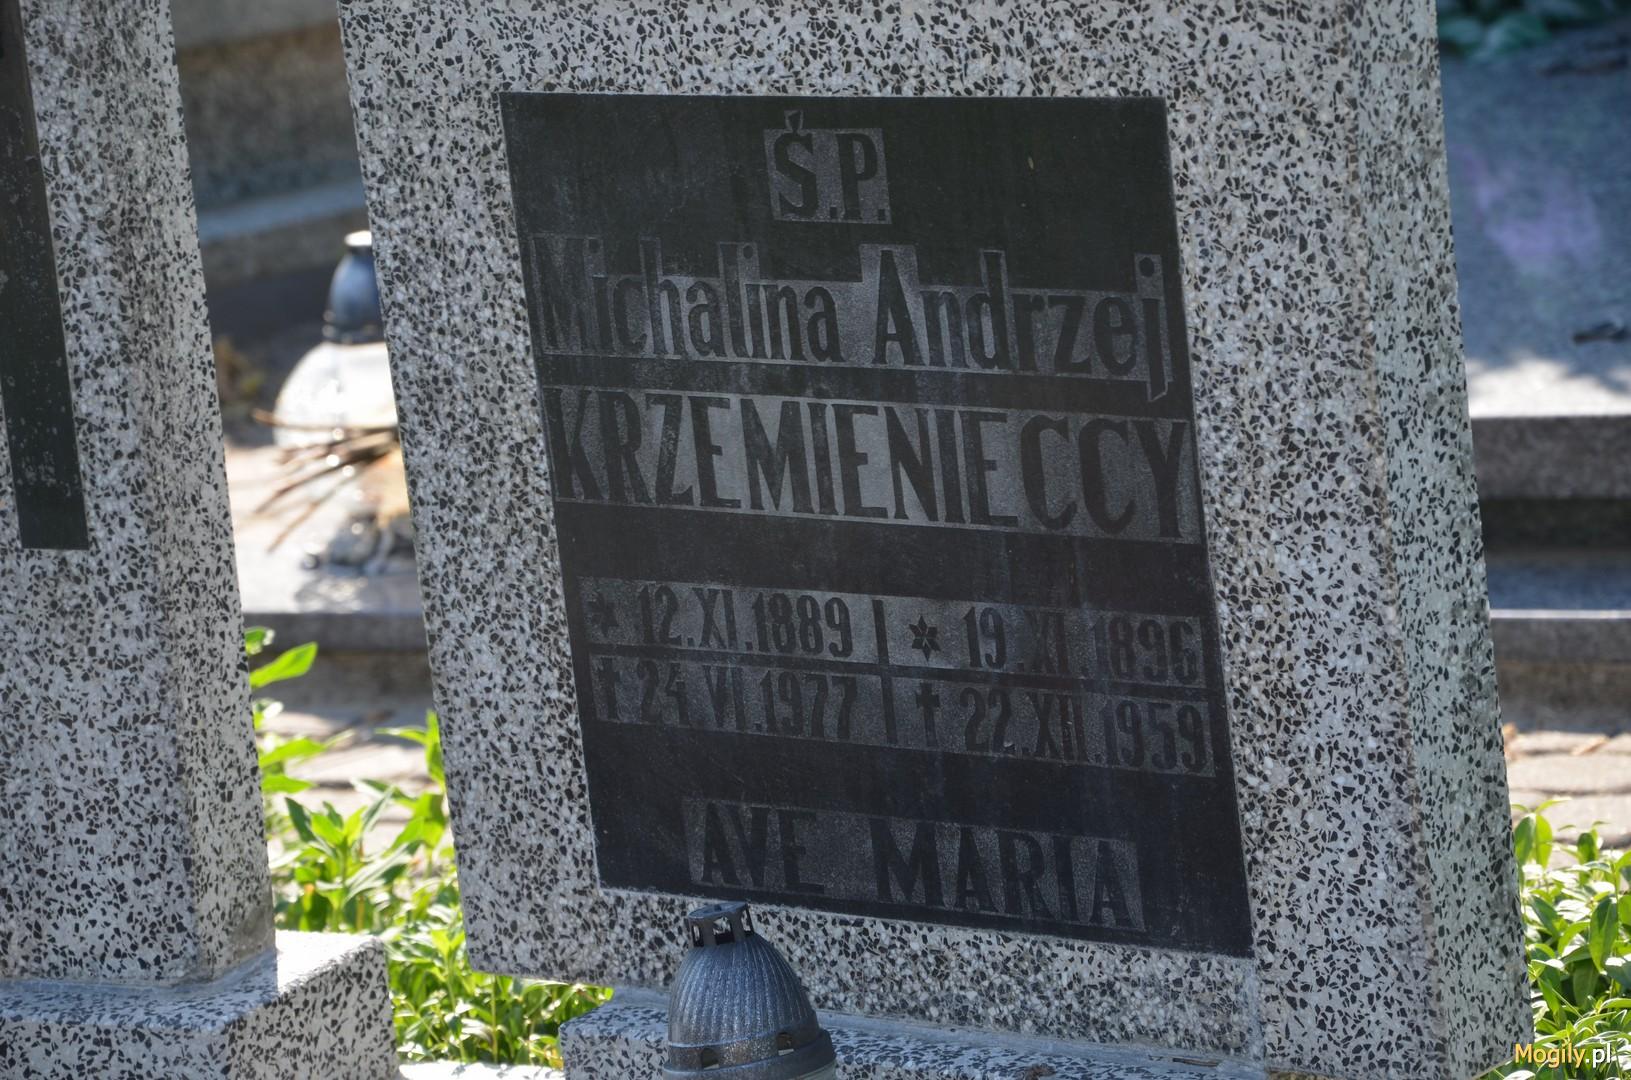 Ś.P.
Michalina Andrzej
KRZEMIENIECCY
* 12.XI.1889 | * 19.XI.1896
† 24.VI.1977 | † 22.XII.1959
AVE MARIA
Mogily.pl